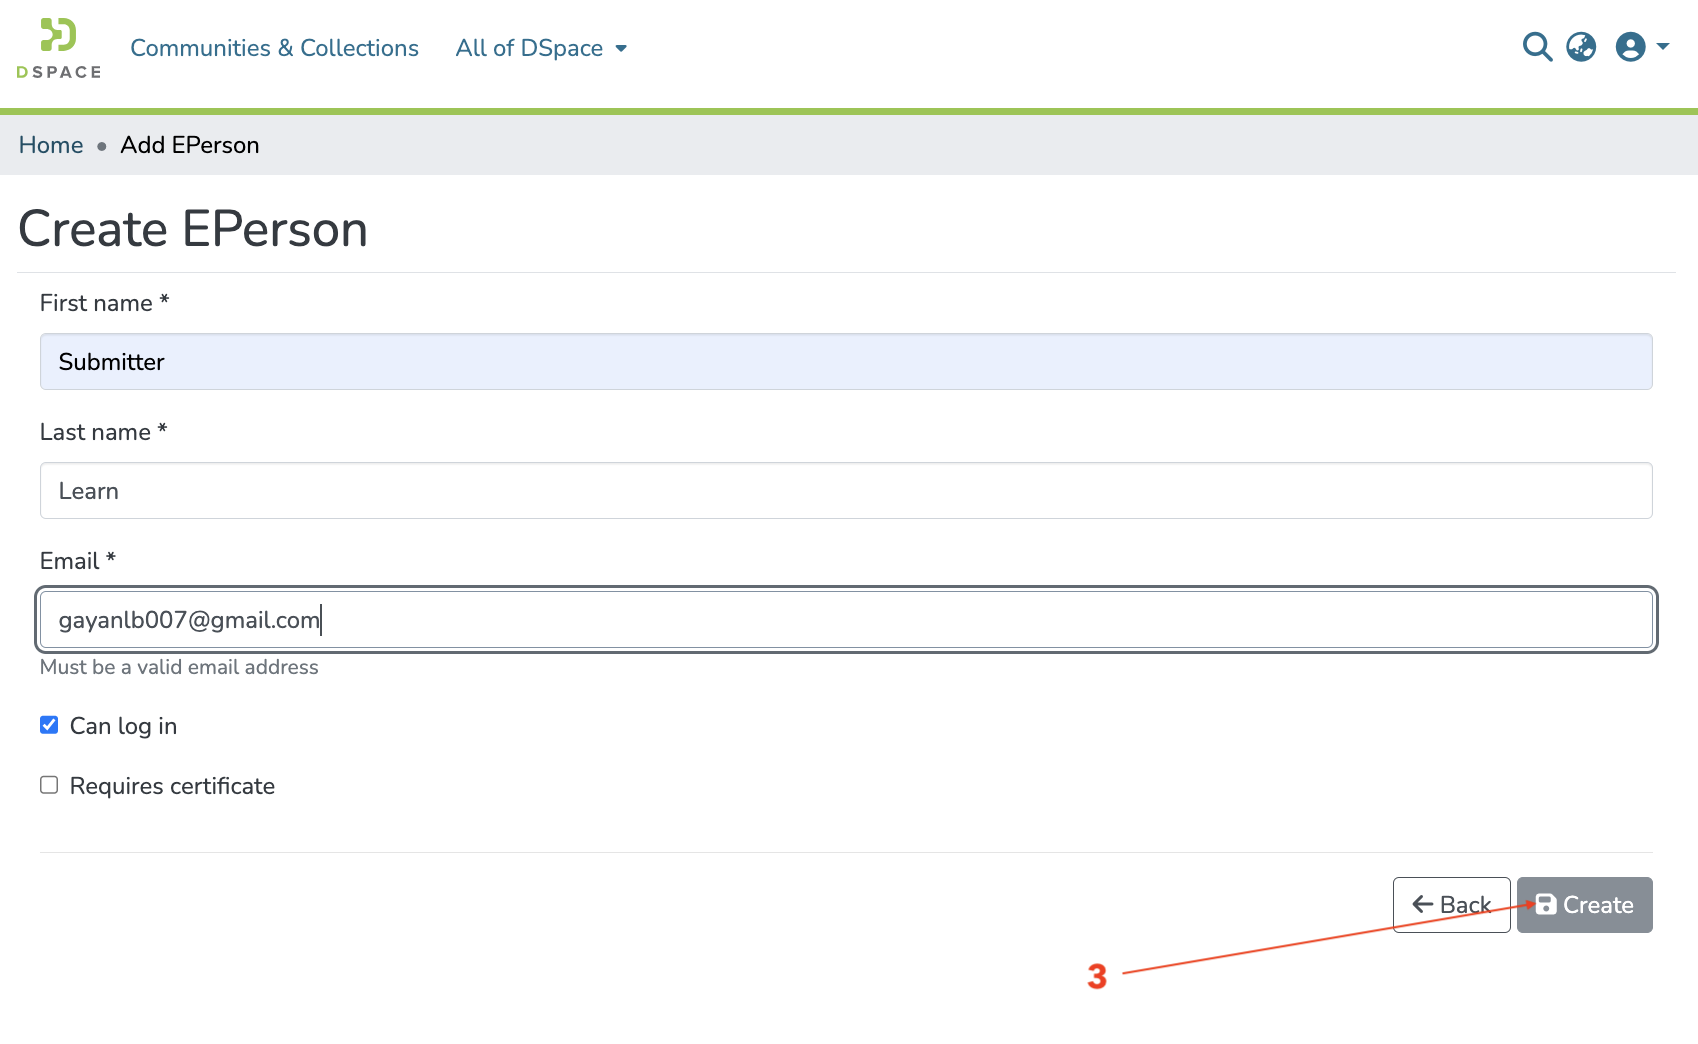 DSPACE
Communities & Collections All of DSpace
Home • Add EPerson
Create EPerson
First name *
Submitter
Last name *
Learn
Email *
gayanlb007@gmail.com
Must be a valid email address
Can log in
Requires certificate
Back Create
3